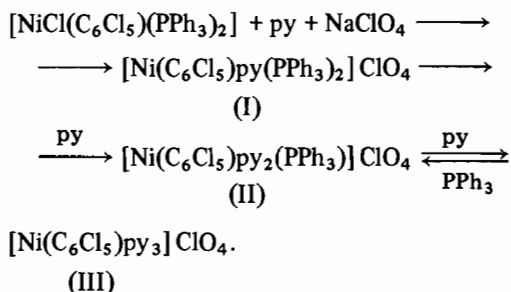 [NiCl(C₆Cl₅)(PPh₃)₂] + py + NaClO₄ ⟶
⟶ [Ni(C₆Cl₅)py(PPh₃)₂] ClO₄ ⟶
(I)
py
⟶ [Ni(C₆Cl₅)py₂(PPh₃)] ClO₄ ⇌ py
(II) PPh₃
[Ni(C₆Cl₅)py₃] ClO₄.
(III)